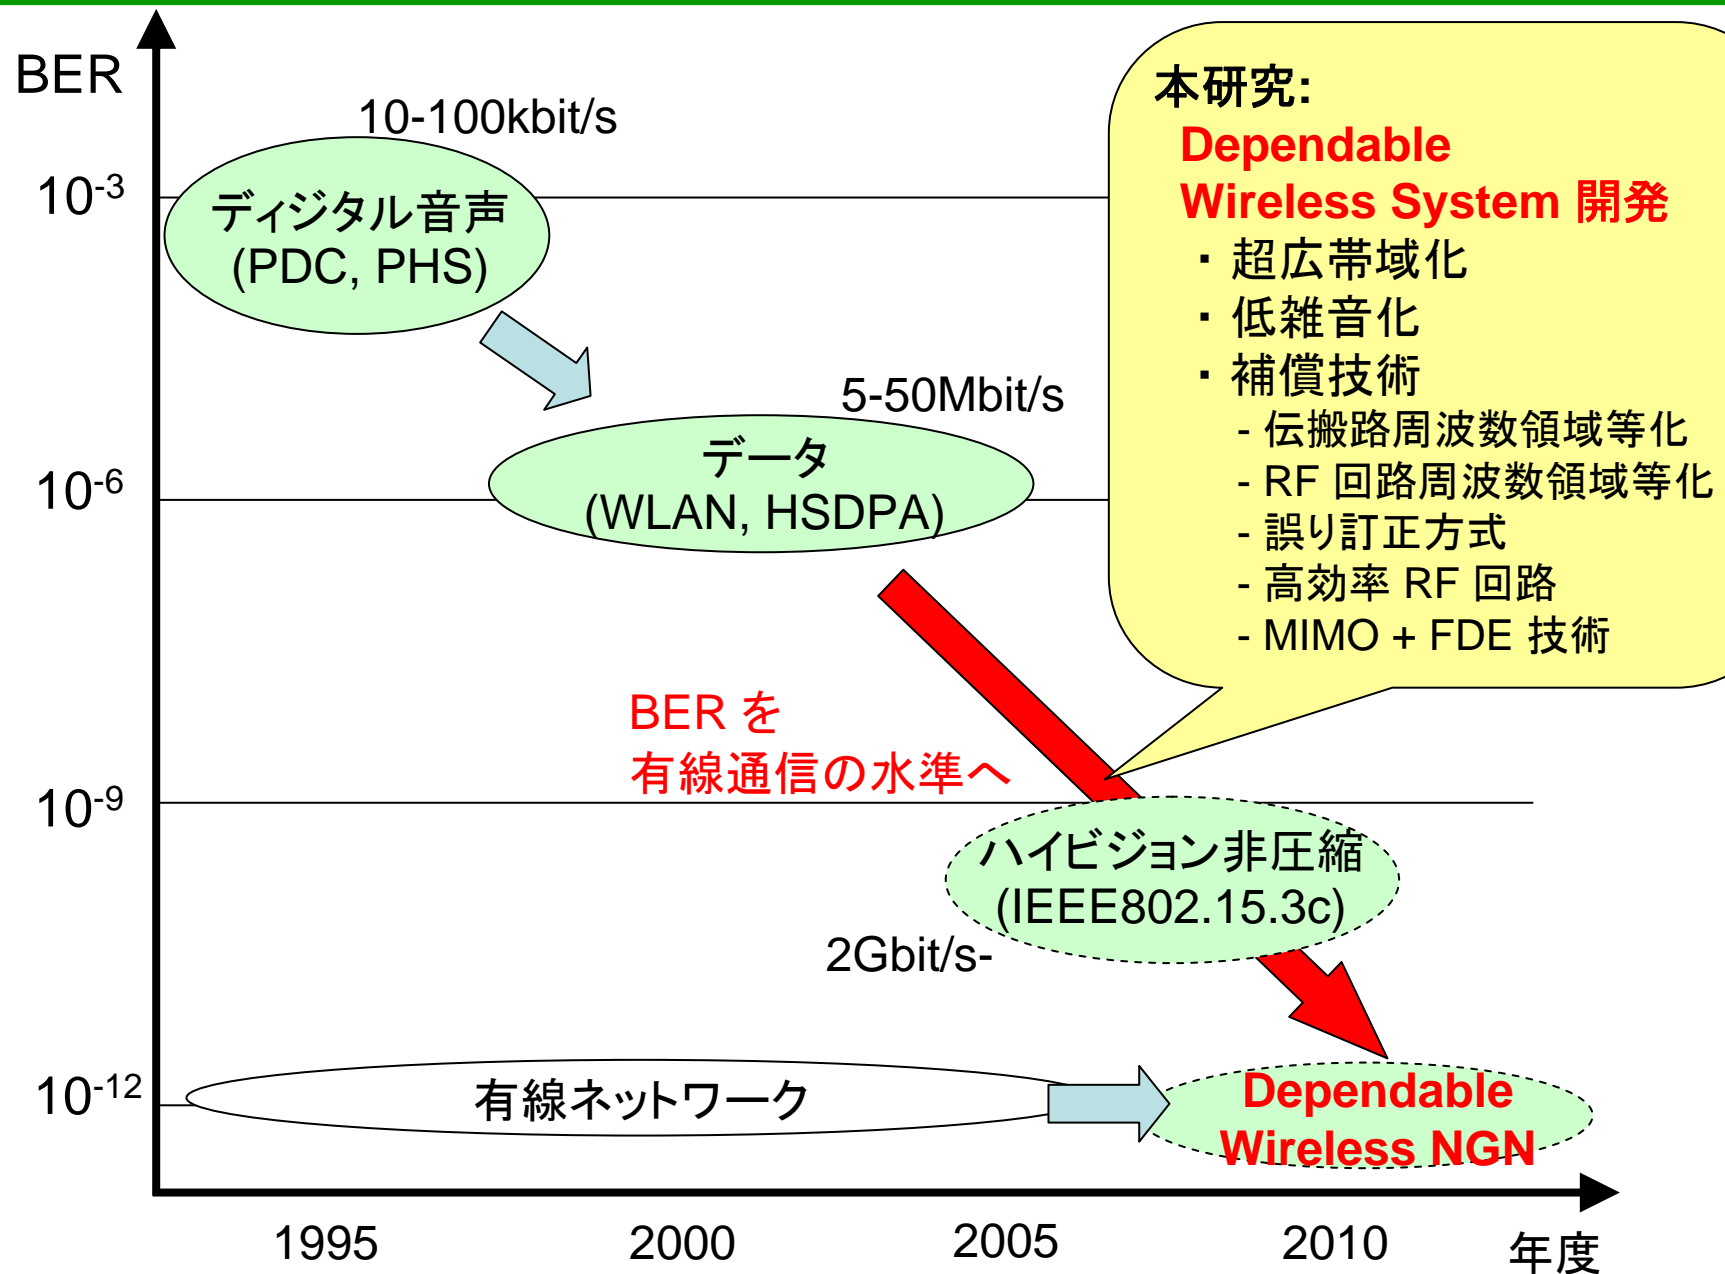 BER
10-100kbit/s
10-3
ディジタル音声
(PDC, PHS)
5-50Mbit/s
データ
(WLAN, HSDPA)
10-6
本研究:
Dependable
Wireless System 開発
・超広帯域化
・低雑音化
・補償技術
- 伝搬路周波数領域等化
- RF 回路周波数領域等化
- 誤り訂正方式
- 高効率 RF 回路
- MIMO + FDE 技術
BER を
有線通信の水準へ
10-9
ハイビジョン非圧縮
(IEEE802.15.3c)
2Gbit/s-
10-12
有線ネットワーク
Dependable
Wireless NGN
1995
2000
2005
2010
年度